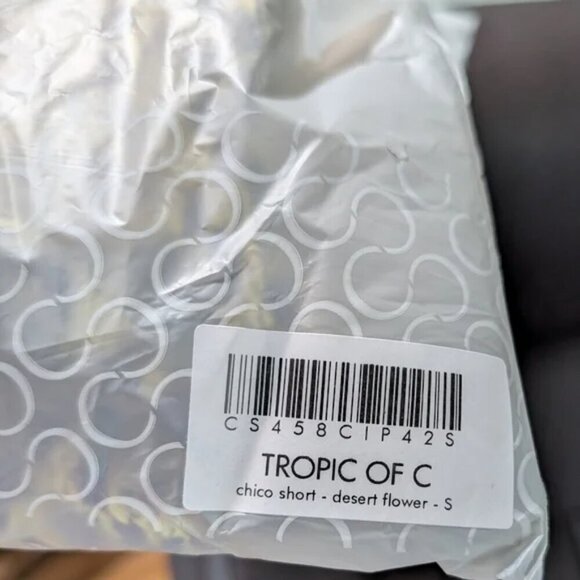 CS458CIP42S
TROPIC OF C
chico short - desert flower - S